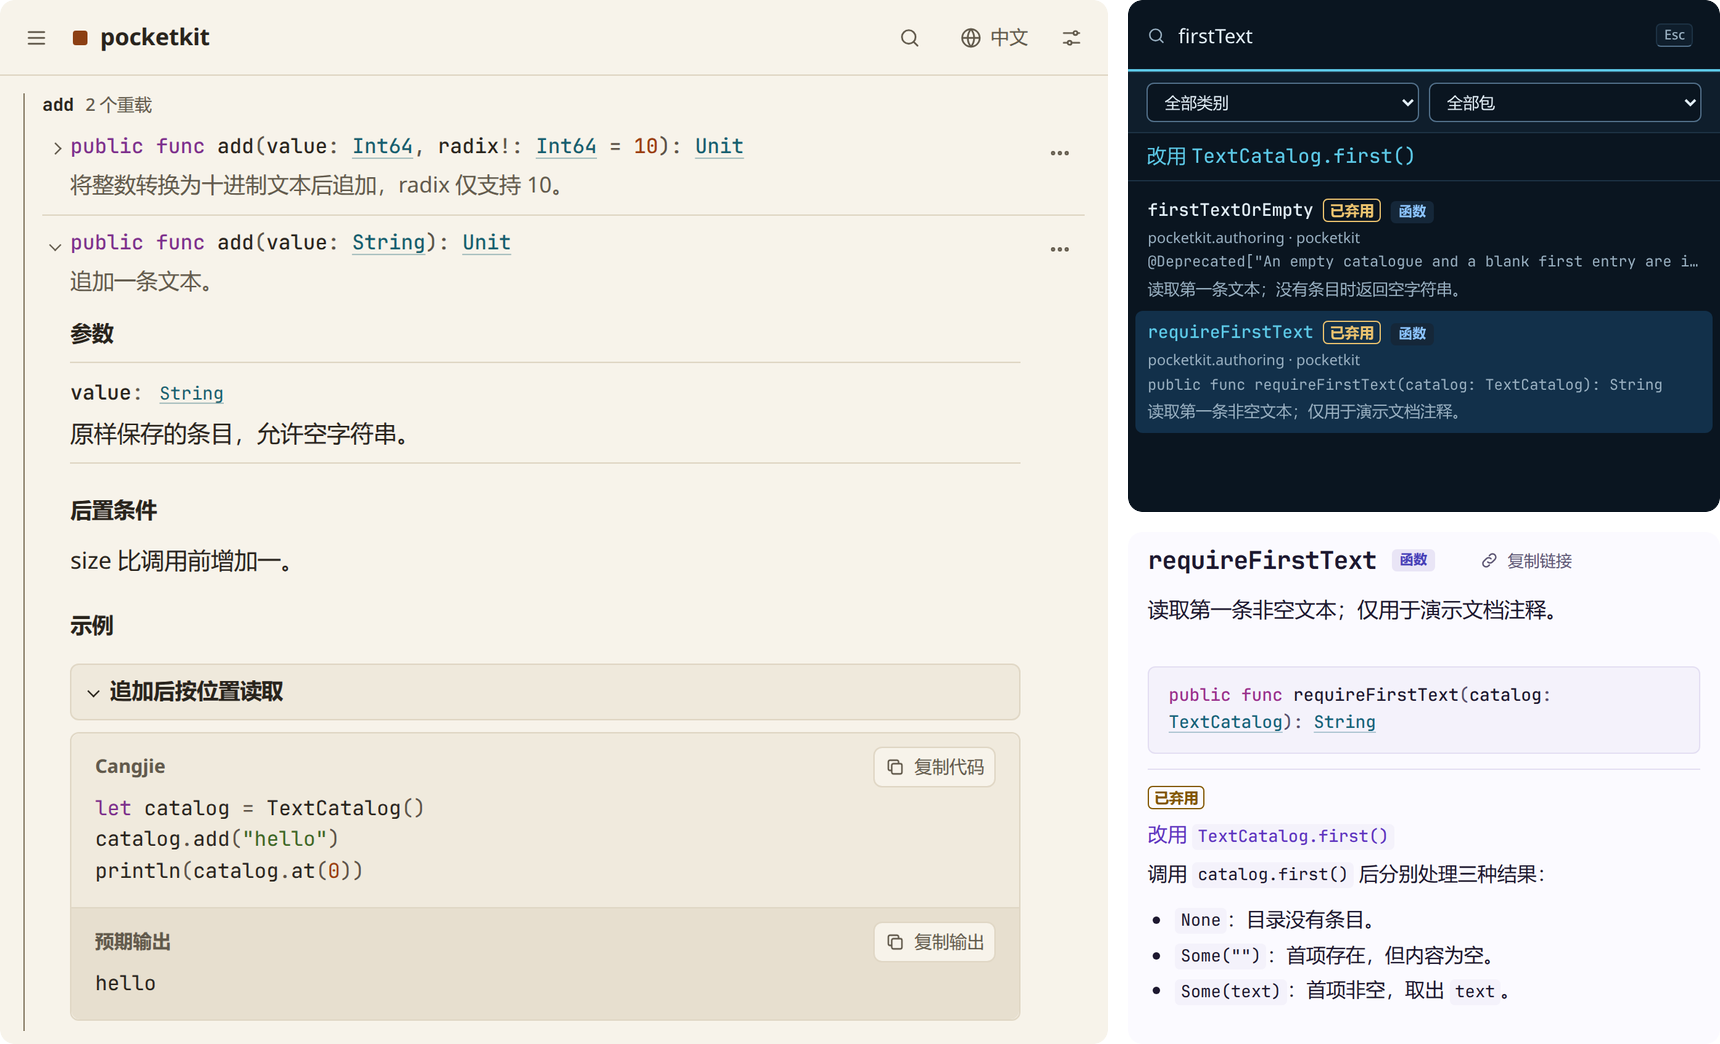 pocketkit
中文
add 2 个重载
public func add(value: Int64, radix!: Int64 = 10): Unit
将整数转换为十进制文本后追加，radix 仅支持 10。
public func add(value: String): Unit
追加一条文本。
参数
value: String
原样保存的条目，允许空字符串。
后置条件
size 比调用前增加一。
示例
追加后按位置读取
Cangjie
复制代码
let catalog = TextCatalog()
catalog.add("hello")
println(catalog.at(0))
预期输出
复制输出
hello
firstText
Esc
全部类别
全部包
改用 TextCatalog.first()
firstTextOrEmpty 已弃用 函数
pocketkit.authoring · pocketkit
@Deprecated["An empty catalogue and a blank first entry are i…
读取第一条文本；没有条目时返回空字符串。
requireFirstText 已弃用 函数
pocketkit.authoring · pocketkit
public func requireFirstText(catalog: TextCatalog): String
读取第一条非空文本；仅用于演示文档注释。
requireFirstText 函数 复制链接
读取第一条非空文本；仅用于演示文档注释。
public func requireFirstText(catalog:
TextCatalog): String
已弃用
改用 TextCatalog.first()
调用 catalog.first() 后分别处理三种结果：
None：目录没有条目。
Some("")：首项存在，但内容为空。
Some(text)：首项非空，取出 text。